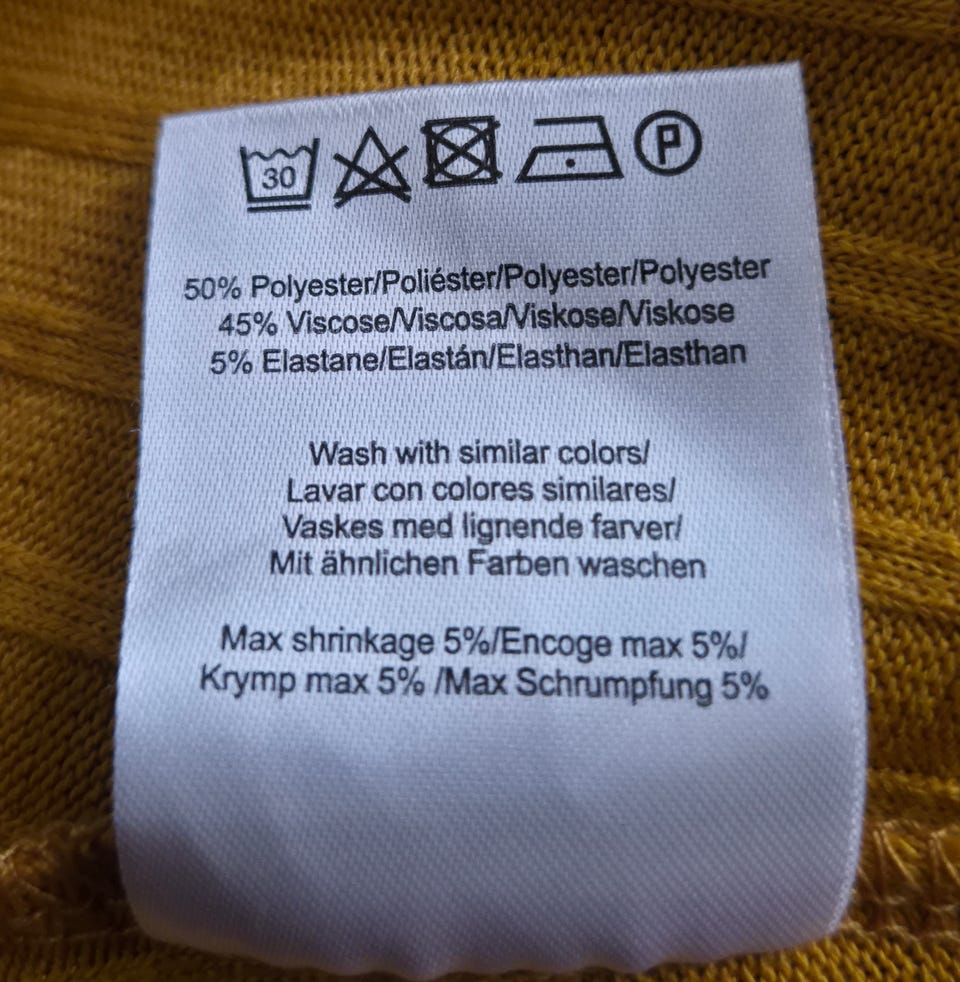 30
P
50% Polyester/Poliéster/Polyester/Polyester
45% Viscose/Viscosa/Viskose/Viskose
5% Elastane/Elastán/Elasthan/Elasthan
Wash with similar colors/
Lavar con colores similares/
Vaskes med lignende farver/
Mit ähnlichen Farben waschen
Max shrinkage 5%/Encoge max 5%/
Krymp max 5% /Max Schrumpfung 5%